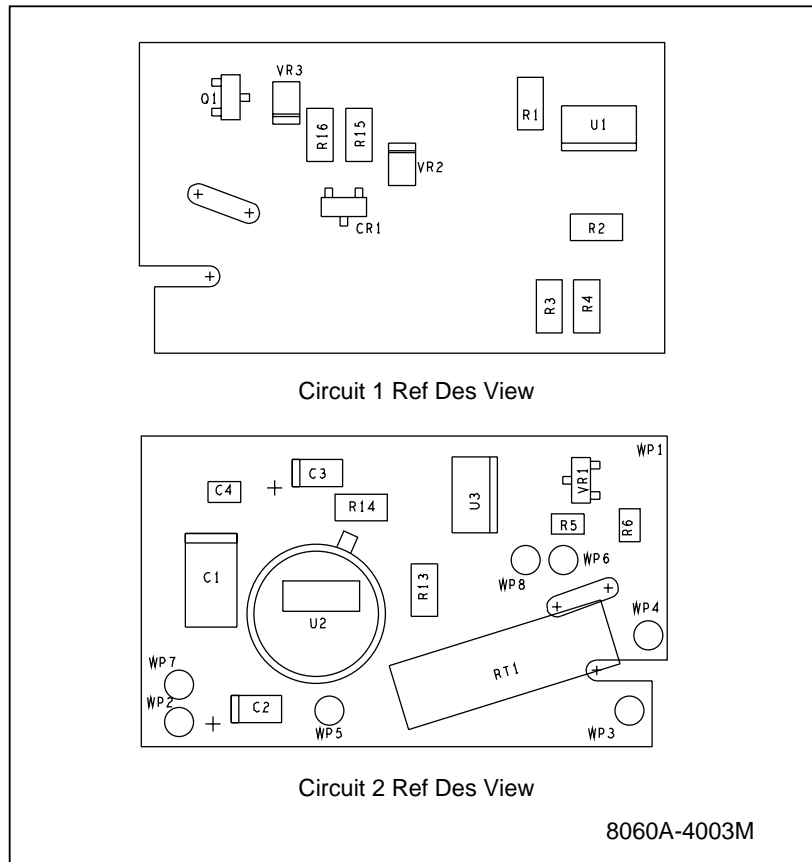 VR3
Q1
R16
R15
R1
U1
VR2
CR1
R2
R3
R4
Circuit 1 Ref Des View
WP1
C3
C4
R14
U3
VR1
R5
R6
C1
WP8
WP6
R13
U2
WP4
WP7
RT1
WP2
C2
WP5
WP3
Circuit 2 Ref Des View
8060A-4003M